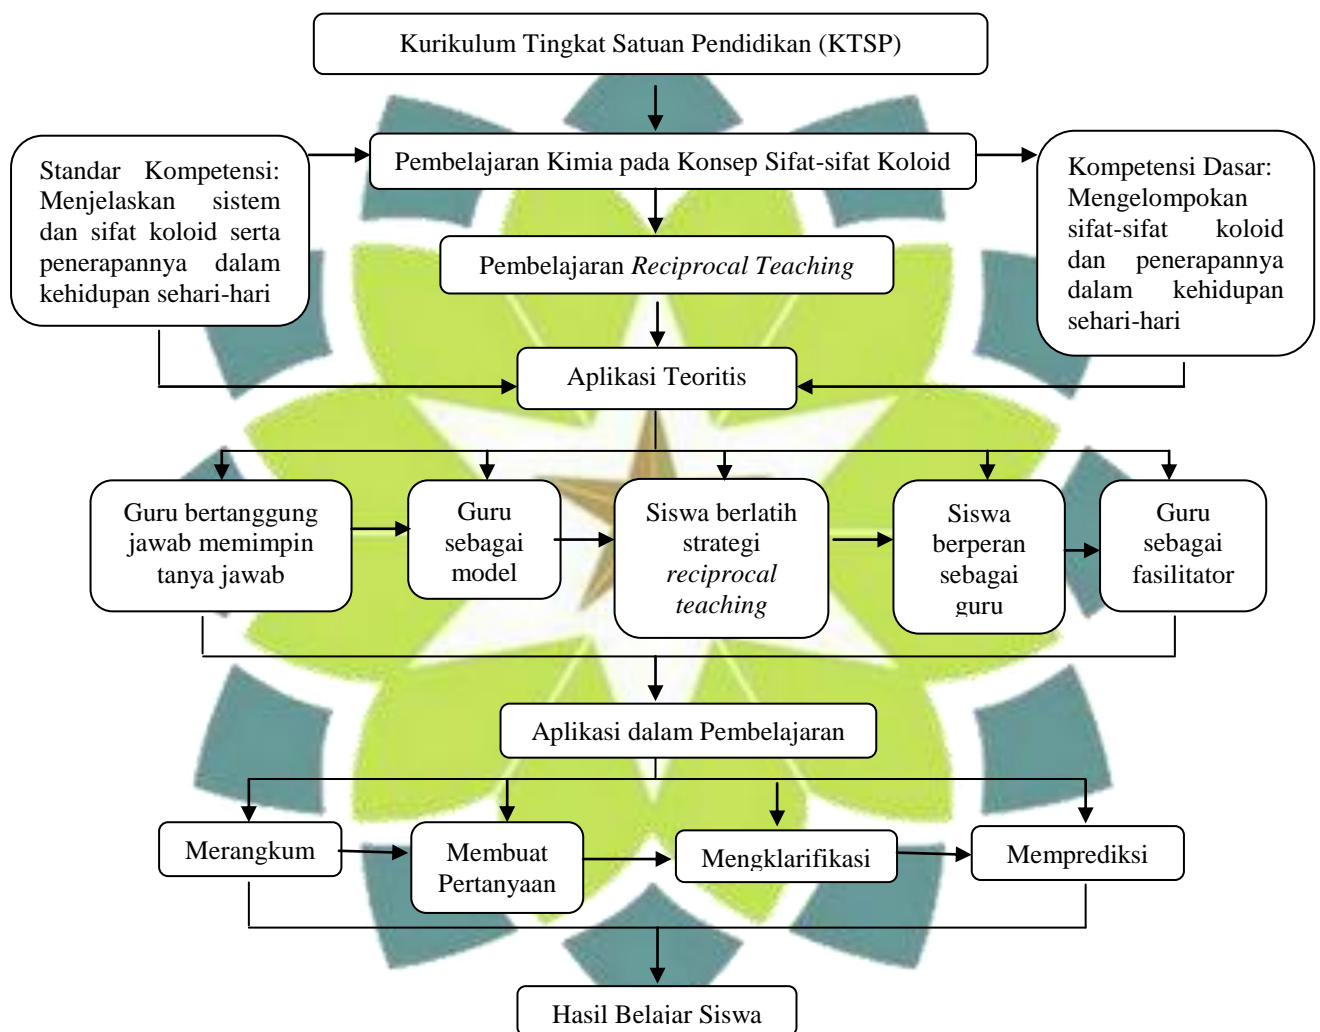 Kurikulum Tingkat Satuan Pendidikan (KTSP)
Standar Kompetensi:
Menjelaskan sistem
dan sifat koloid serta
penerapannya dalam
kehidupan sehari-hari
Pembelajaran Kimia pada Konsep Sifat-sifat Koloid
Kompetensi Dasar:
Mengelompokan
sifat-sifat koloid
dan penerapannya
dalam kehidupan
sehari-hari
Pembelajaran Reciprocal Teaching
Aplikasi Teoritis
Guru bertanggung
jawab memimpin
tanya jawab
Guru
sebagai
model
Siswa berlatih
strategi
reciprocal
teaching
Siswa
berperan
sebagai
guru
Guru
sebagai
fasilitator
Aplikasi dalam Pembelajaran
Merangkum
Membuat
Pertanyaan
Mengklarifikasi
Memprediksi
Hasil Belajar Siswa